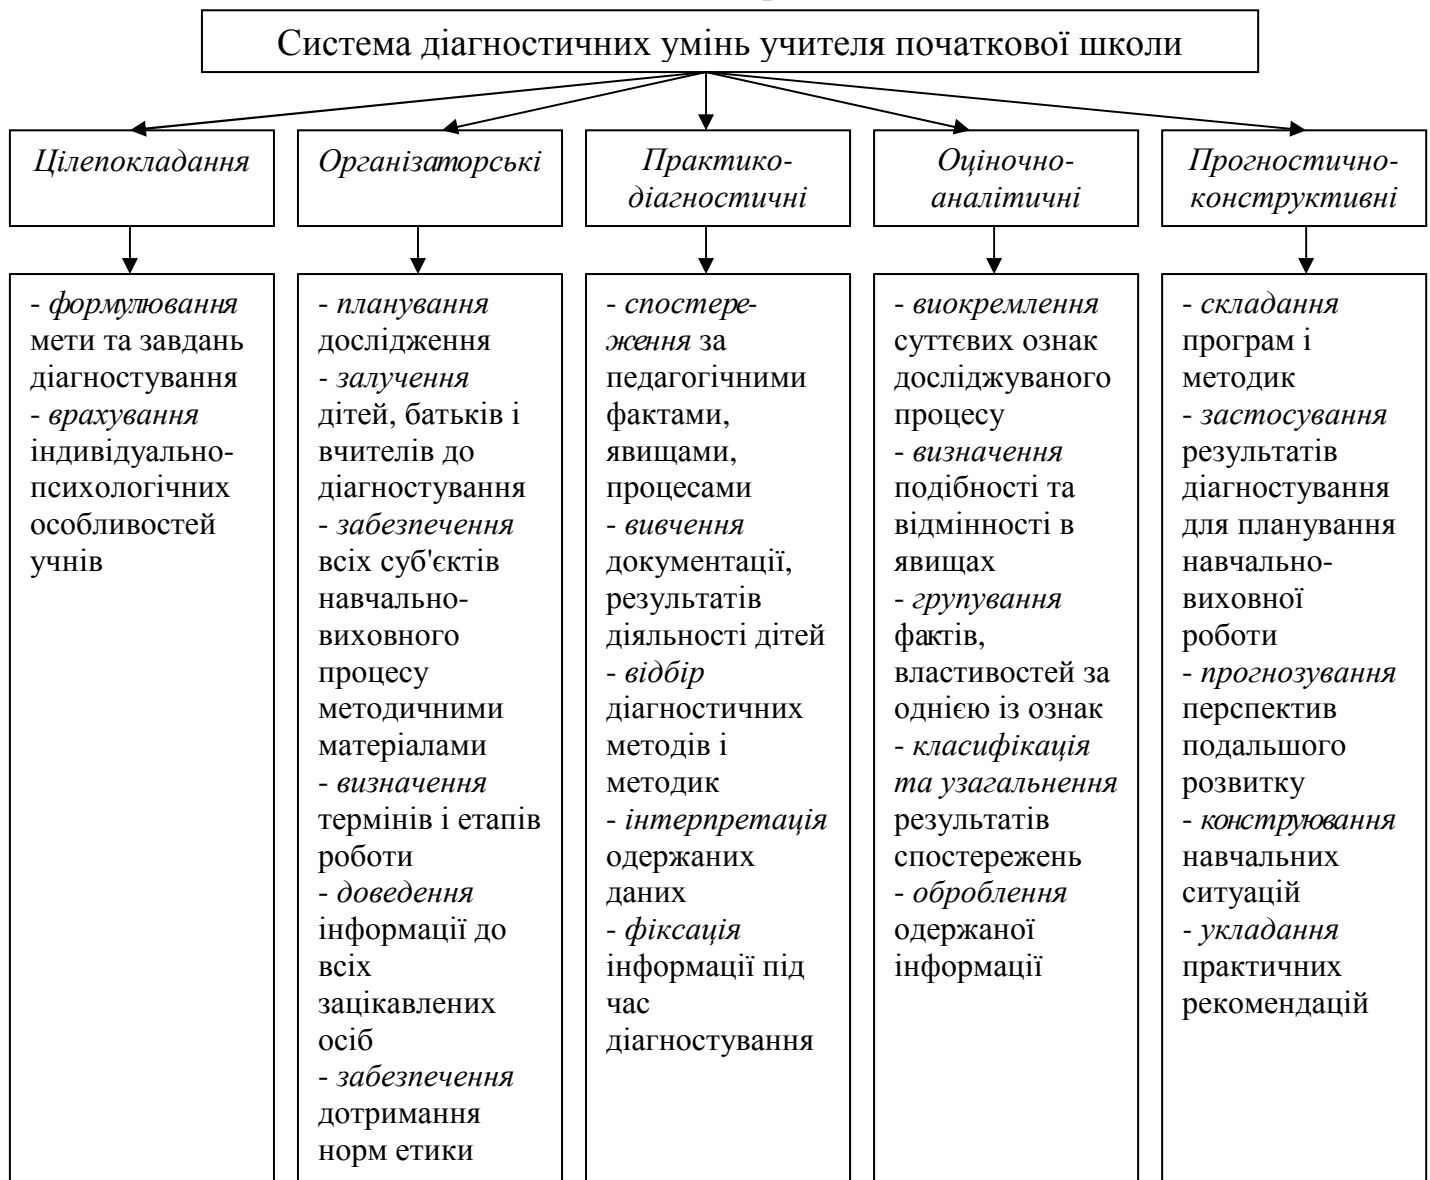 Система діагностичних умінь учителя початкової школи
Цілепокладання
Організаторські
Практико-
діагностичні
Оціночно-
аналітичні
Прогностично-
конструктивні
- формулювання
мети та завдань
діагностування
- врахування
індивідуально-
психологічних
особливостей
учнів
- планування
дослідження
- залучення
дітей, батьків і
вчителів до
діагностування
- забезпечення
всіх суб'єктів
навчально-
виховного
процесу
методичними
матеріалами
- визначення
термінів і етапів
роботи
- доведення
інформації до
всіх
зацікавлених
осіб
- забезпечення
дотримання
норм етики
- спостере-
ження за
педагогічними
фактами,
явищами,
процесами
- вивчення
документації,
результатів
діяльності дітей
- відбір
діагностичних
методів і
методик
- інтерпретація
одержаних
даних
- фіксація
інформації під
час
діагностування
- виокремлення
суттєвих ознак
досліджуваного
процесу
- визначення
подібності та
відмінності в
явищах
- групування
фактів,
властивостей за
однією із ознак
- класифікація
та узагальнення
результатів
спостережень
- оброблення
одержаної
інформації
- складання
програм і
методик
- застосування
результатів
діагностування
для планування
навчально-
виховної
роботи
- прогнозування
перспектив
подальшого
розвитку
- конструювання
навчальних
ситуацій
- укладання
практичних
рекомендацій